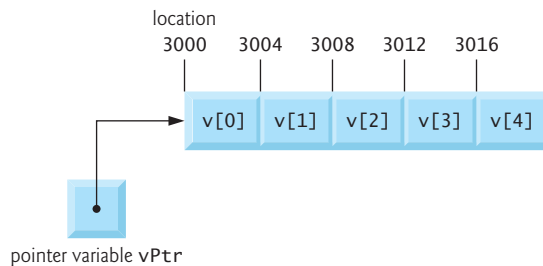 location
3000 3004 3008 3012 3016
v[0] v[1] v[2] v[3] v[4]
pointer variable vPtr